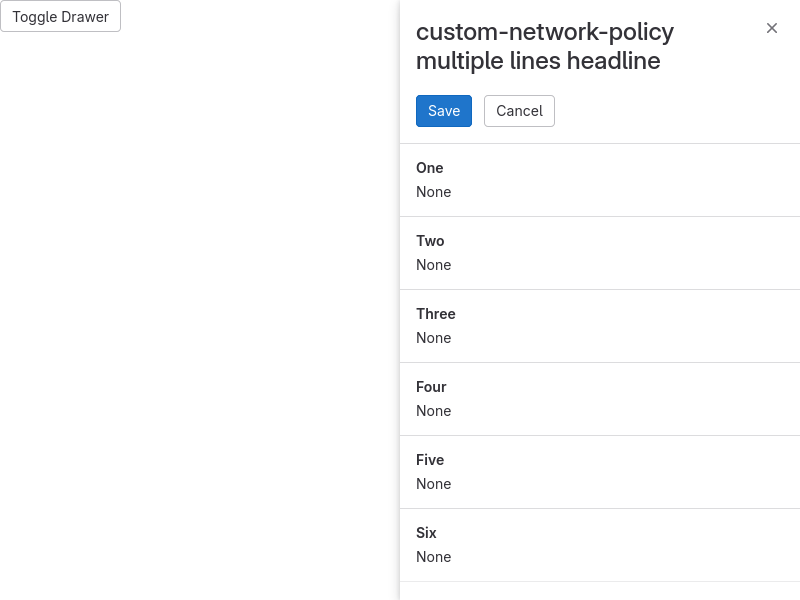 Toggle Drawer
custom-network-policy
multiple lines headline
Save
Cancel
One
None
Two
None
Three
None
Four
None
Five
None
Six
None